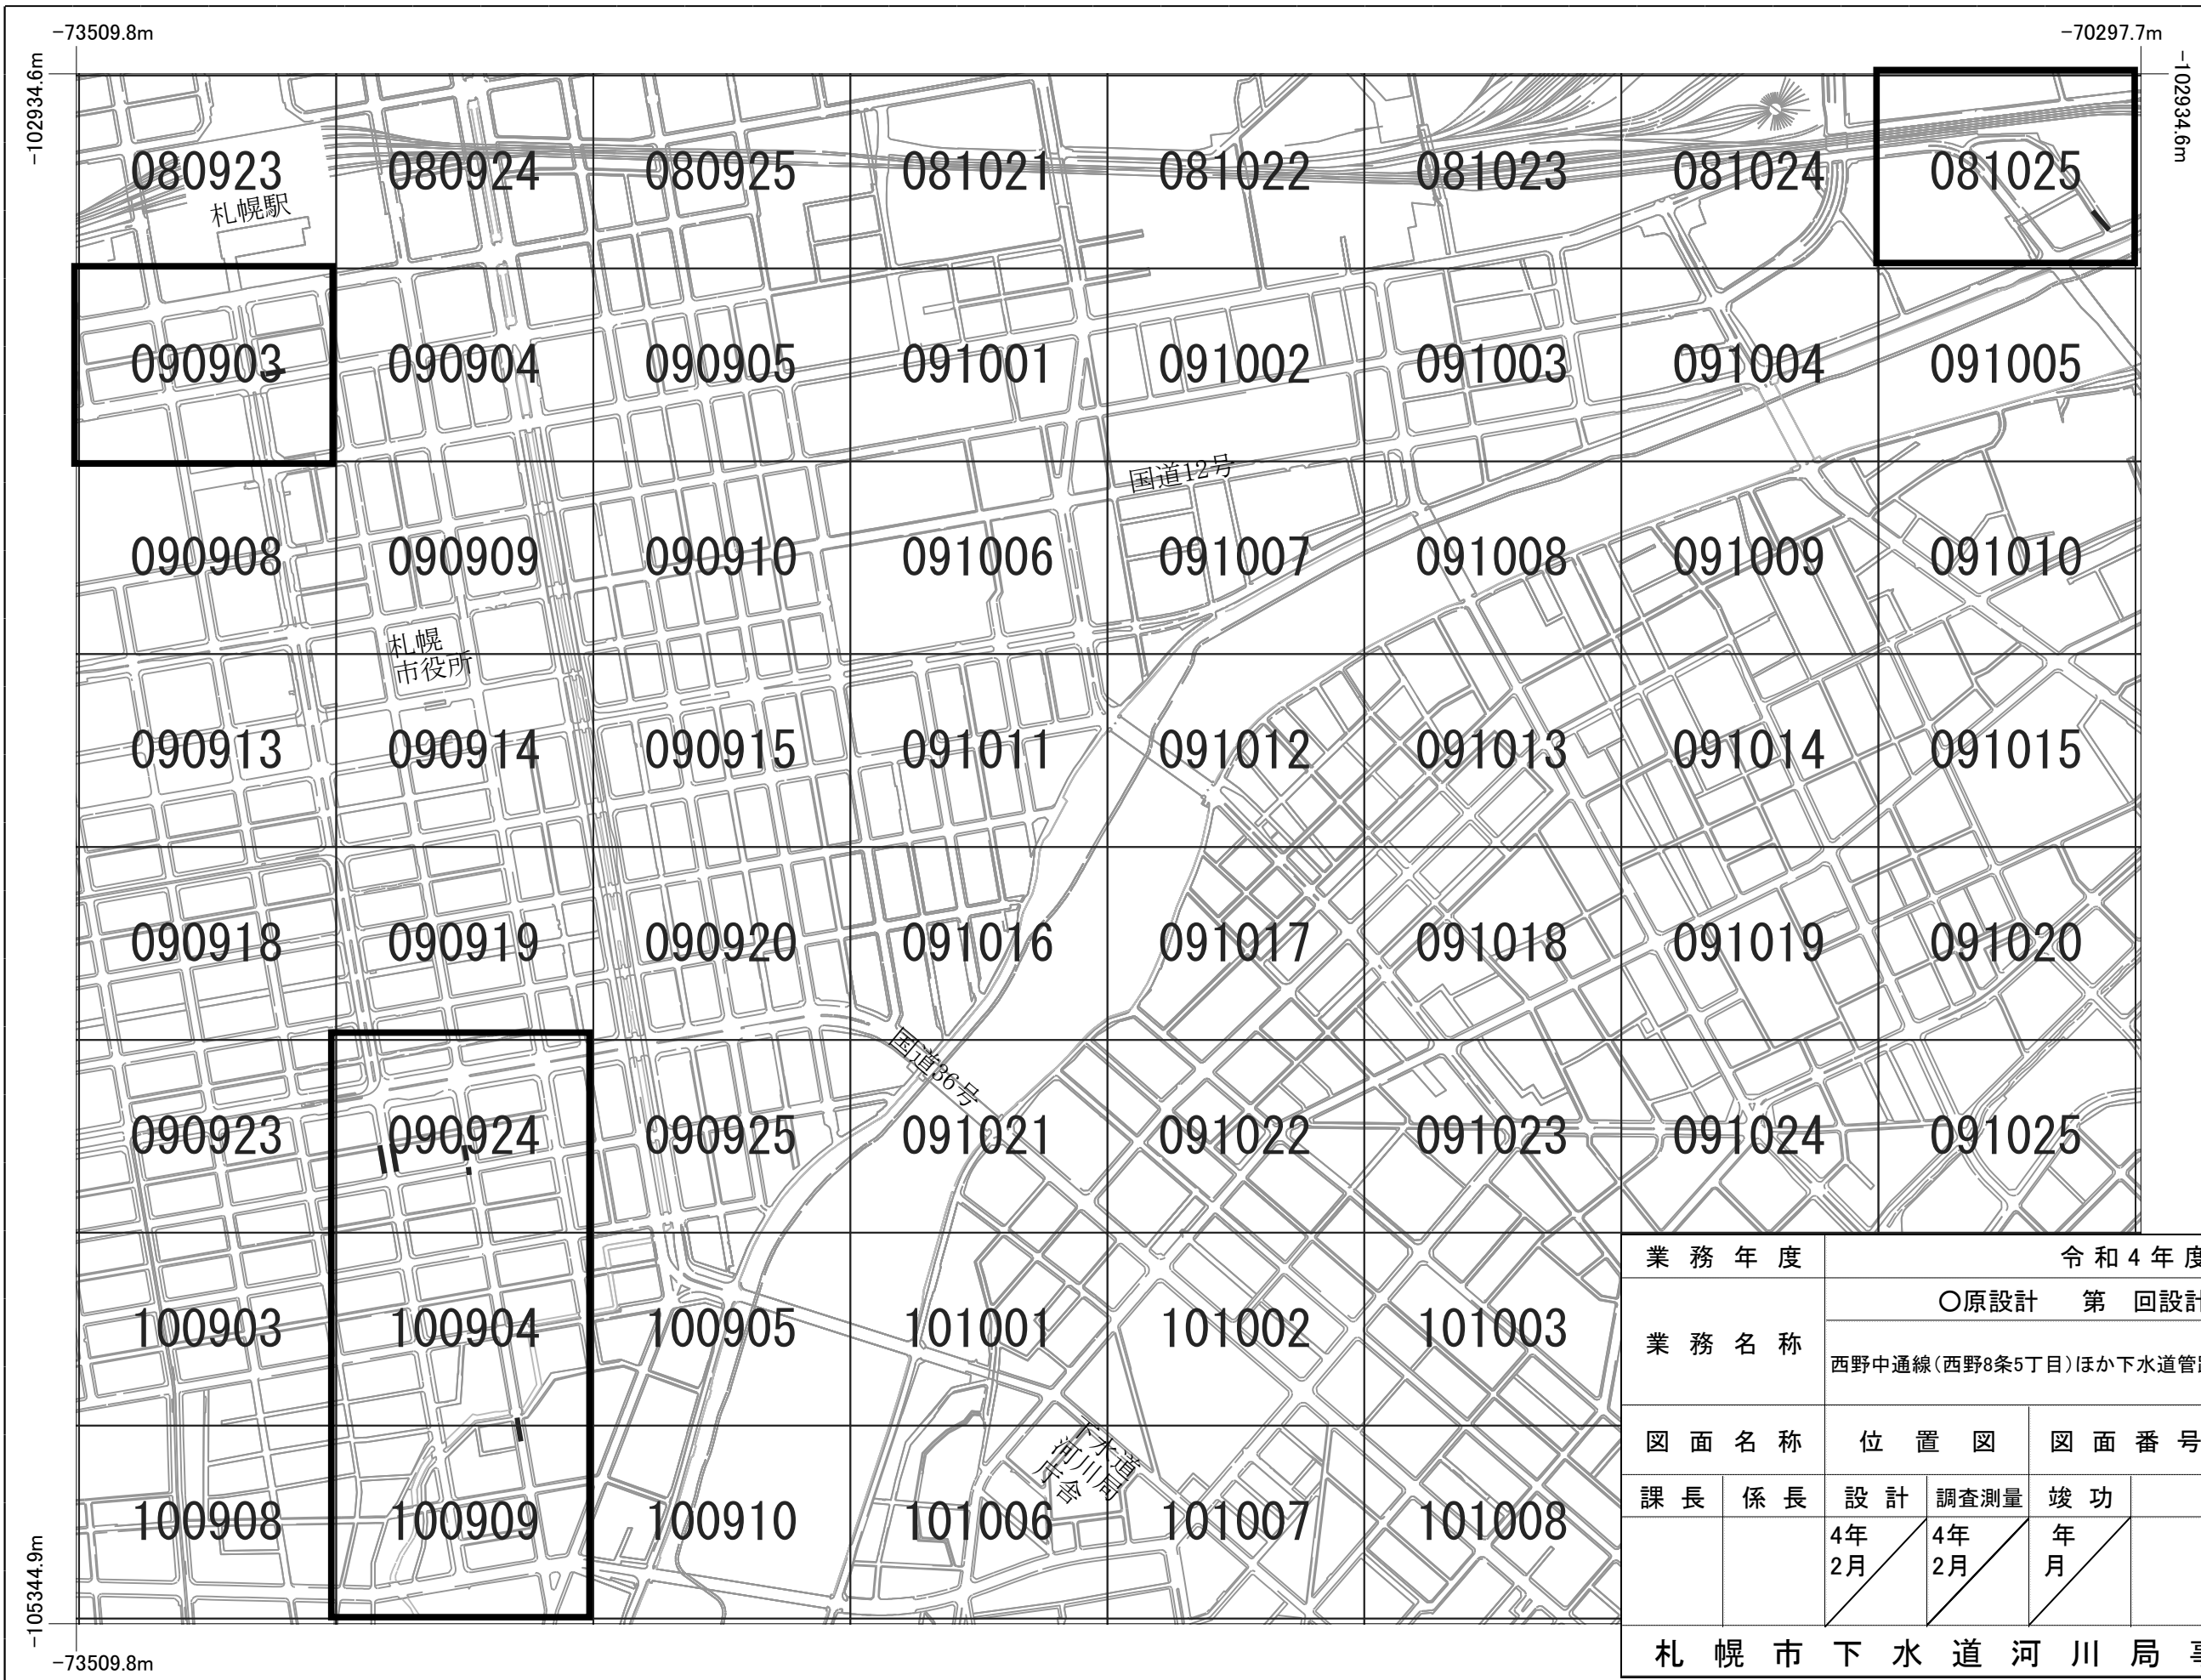 -73509.8m
-70297.7m
-102934.6m
-102934.6m
080923 080924 080925 081021 081022 081023 081024 081025
札幌駅
090903 090904 090905 091001 091002 091003 091004 091005
国道12号
090908 090909 090910 091006 091007 091008 091009 091010
札幌
市役所
090913 090914 090915 091011 091012 091013 091014 091015
090918 090919 090920 091016 091017 091018 091019 091020
国道36号
090923 090924 090925 091021 091022 091023 091024 091025
100903 100904 100905 101001 101002 101003
下水道
河川局
庁舎
100908 100909 100910 101006 101007 101008
-105344.9m
-73509.8m
業務年度 令和4年度
〇原設計 第 回設計
業務名称
西野中通線(西野8条5丁目)ほか下水道管
図面名称 位置図 図面番号
課長 係長 設計 調査測量 竣功
4年 4年 年
2月 2月 月
札幌市下水道河川局